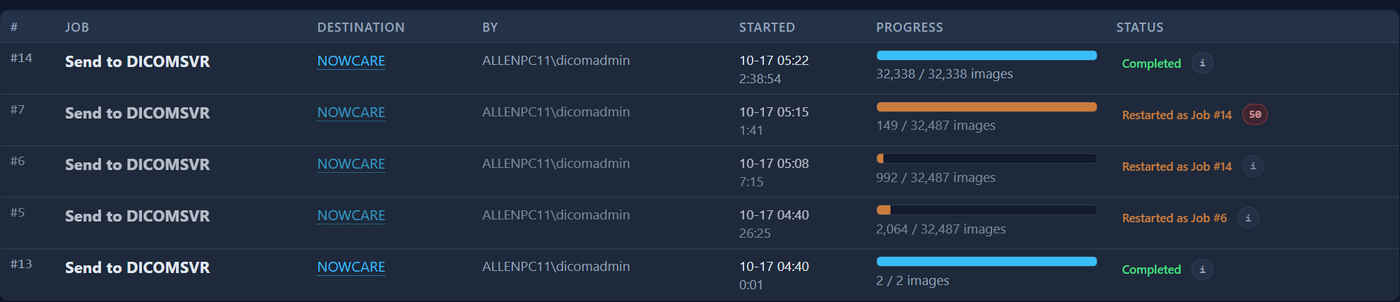 # JOB DESTINATION BY STARTED PROGRESS STATUS
#14 Send to DICOMSVR NOWCARE ALLENPC11\dicomadmin 10-17 05:22 Completed i
2:38:54 32,338 / 32,338 images
#7 Send to DICOMSVR NOWCARE ALLENPC11\dicomadmin 10-17 05:15 Restarted as Job #14 50
1:41 149 / 32,487 images
#6 Send to DICOMSVR NOWCARE ALLENPC11\dicomadmin 10-17 05:08 Restarted as Job #14 i
7:15 992 / 32,487 images
#5 Send to DICOMSVR NOWCARE ALLENPC11\dicomadmin 10-17 04:40 Restarted as Job #6 i
26:25 2,064 / 32,487 images
#13 Send to DICOMSVR NOWCARE ALLENPC11\dicomadmin 10-17 04:40 Completed i
0:01 2 / 2 images